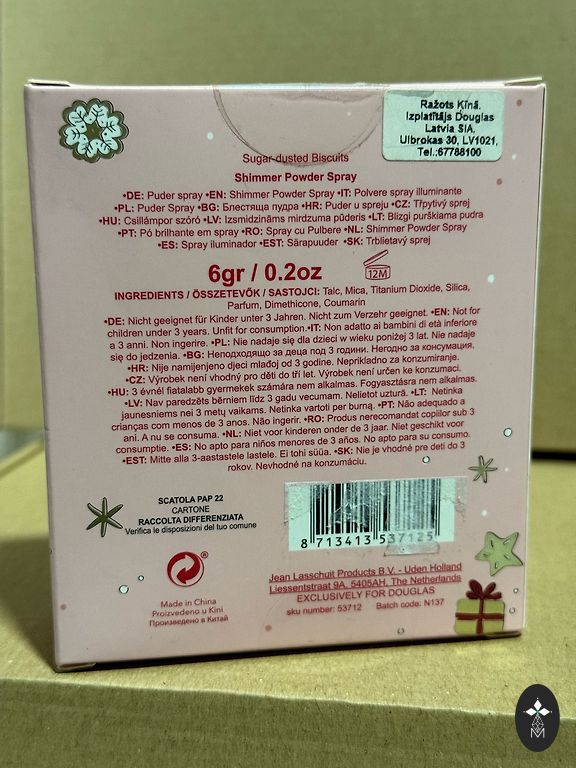 Ražots Ķīnā.
Izplatītājs Douglas
Latvia SIA,
Ulbrokas 30, LV1021,
Tel.:67788100
Sugar-dusted Biscuits
Shimmer Powder Spray
•DE: Puder spray •EN: Shimmer Powder Spray •IT: Polvere spray illuminante
•PL: Puder Spray •BG: Блестяща пудра •HR: Puder u spreju •CZ: Třpytivý sprej
•HU: Csillámpor szóró •LV: Izsmidzināms mirdzuma pūderis •LT: Blizgi purškiama pudra
•PT: Pó brilhante em spray •RO: Spray cu Pulbere •NL: Shimmer Powder Spray
•ES: Spray iluminador •EST: Särapuuder •SK: Trblietavý sprej
6gr / 0.2oz
12M
INGREDIENTS / ÖSSZETEVŐK / SASTOJCI: Talc, Mica, Titanium Dioxide, Silica,
Parfum, Dimethicone, Coumarin
•DE: Nicht geeignet für Kinder unter 3 Jahren. Nicht zum Verzehr geeignet. •EN: Not for
children under 3 years. Unfit for consumption.•IT: Non adatto ai bambini di età inferiore
a 3 anni. Non ingerire. •PL: Nie nadaje się dla dzieci w wieku poniżej 3 lat. Nie nadaje
się do jedzenia. •BG: Неподходящо за деца под 3 години. Негодно за консумация.
•HR: Nije namijenjeno djeci mlađoj od 3 godine. Neprikladno za konzumiranje.
•CZ: Výrobek není vhodný pro děti do tří let. Výrobek není určen ke konzumaci.
•HU: 3 évnél fiatalabb gyermekek számára nem alkalmas. Fogyasztásra nem alkalmas.
•LV: Nav paredzēts bērniem līdz 3 gadu vecumam. Nelietot uzturā. •LT: Netinka
jaunesniems nei 3 metų vaikams. Netinka vartoti per burną. •PT: Não adequado a
crianças com menos de 3 anos. Não ingerir. •RO: Produs nerecomandat copiilor sub 3
ani. A nu se consuma. •NL: Niet voor kinderen onder de 3 jaar. Niet geschikt voor
consumptie. •ES: No apto para niños menores de 3 años. No apto para su consumo.
•EST: Mitte alla 3-aastastele lastele. Ei tohi süüa. •SK: Nie je vhodné pre deti do 3
rokov. Nevhodné na konzumáciu.
SCATOLA PAP 22
CARTONE
RACCOLTA DIFFERENZIATA
Verifica le disposizioni del tuo comune
8 713413 537125
Made in China
Proizvedeno u Kini
Произведено в Китай
Jean Lasschuit Products B.V. - Uden Holland
Liessentstraat 9A, 5405AH, The Netherlands
EXCLUSIVELY FOR DOUGLAS
sku number: 53712 Batch code: N137
M